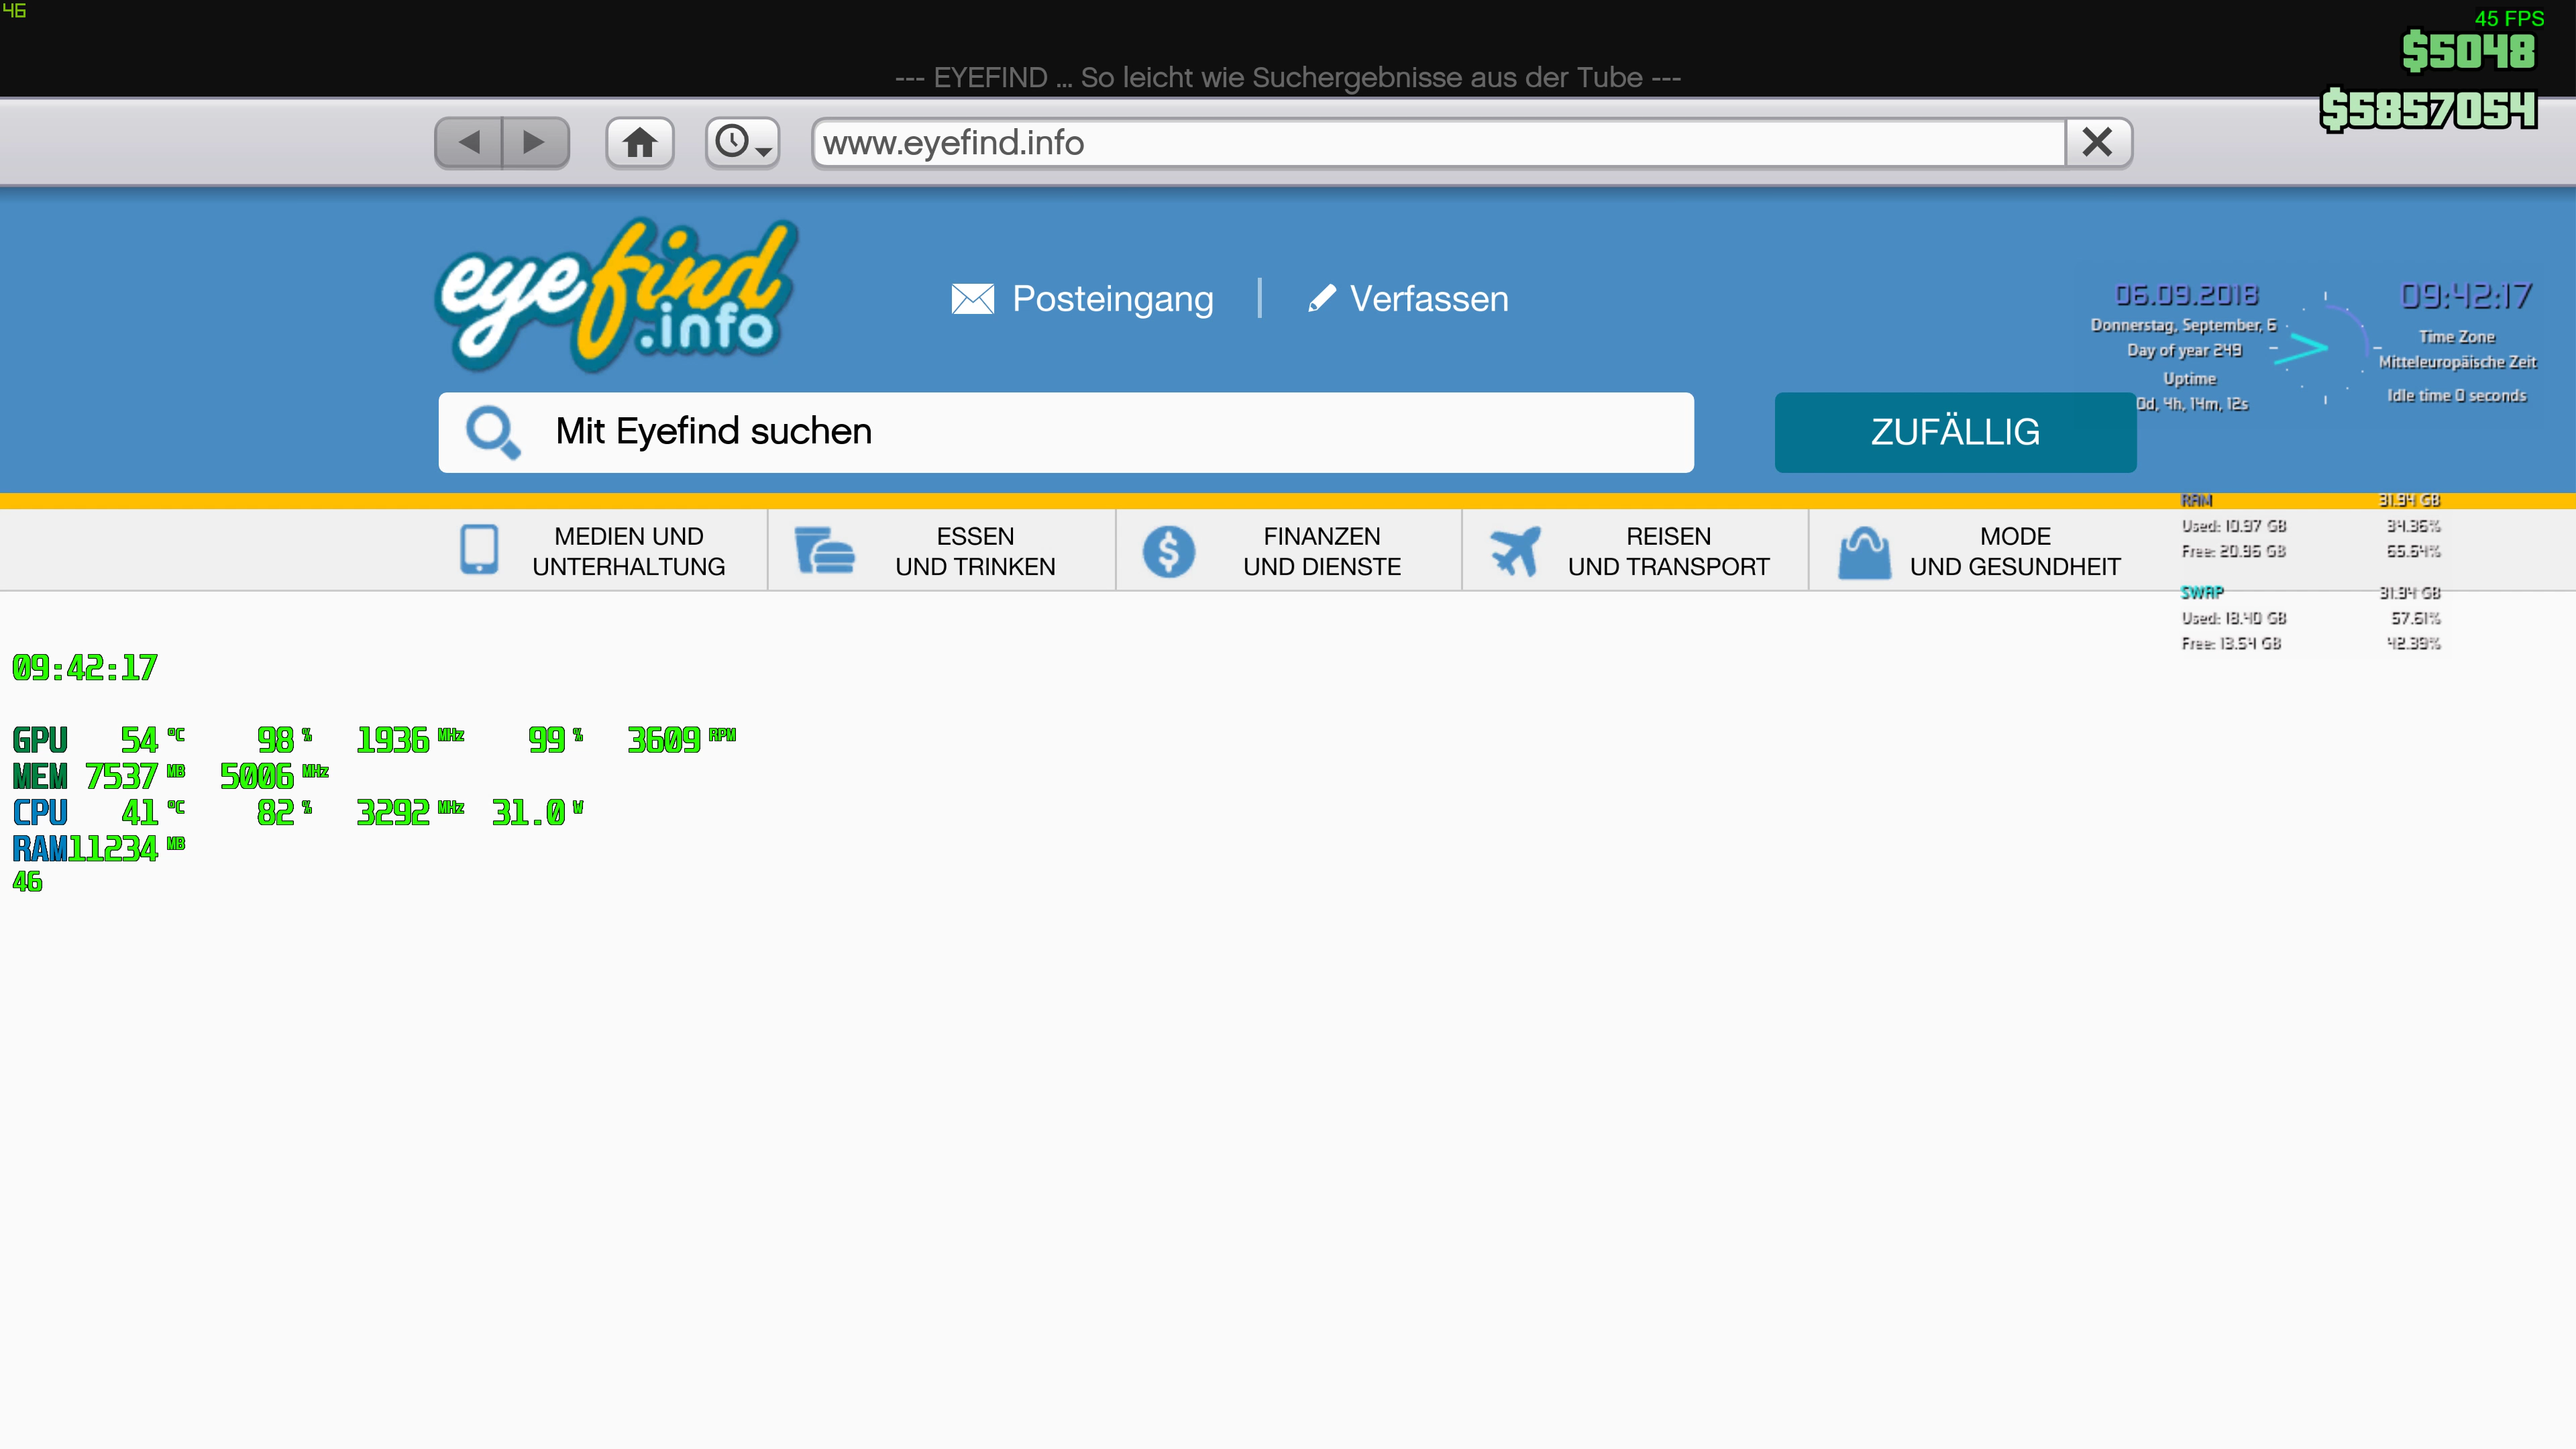 46
45 FPS
$5048
--- EYEFIND ... So leicht wie Suchergebnisse aus der Tube ---
$5857054
www.eyefind.info
eyefind
.info
Posteingang | Verfassen
06.09.2018
09:42:17
Donnerstag, September, 6
Time Zone
Day of year 249
Mitteleuropäische Zeit
Uptime
Idle time 0 seconds
0d, 4h, 14m, 12s
Mit Eyefind suchen
ZUFÄLLIG
MEDIEN UND
UNTERHALTUNG
ESSEN
UND TRINKEN
FINANZEN
UND DIENSTE
REISEN
UND TRANSPORT
MODE
UND GESUNDHEIT
RAM 31.94 GB
Used: 10.97 GB 34.36%
Free: 20.96 GB 65.64%
SWAP 31.94 GB
Used: 18.40 GB 57.61%
Free: 13.54 GB 42.39%
09:42:17
GPU 54 °C 98 % 1936 MHz 99 % 3609 RPM
MEM 7537 MB 5006 MHz
CPU 41 °C 82 % 3292 MHz 31.0 W
RAM 11234 MB
46